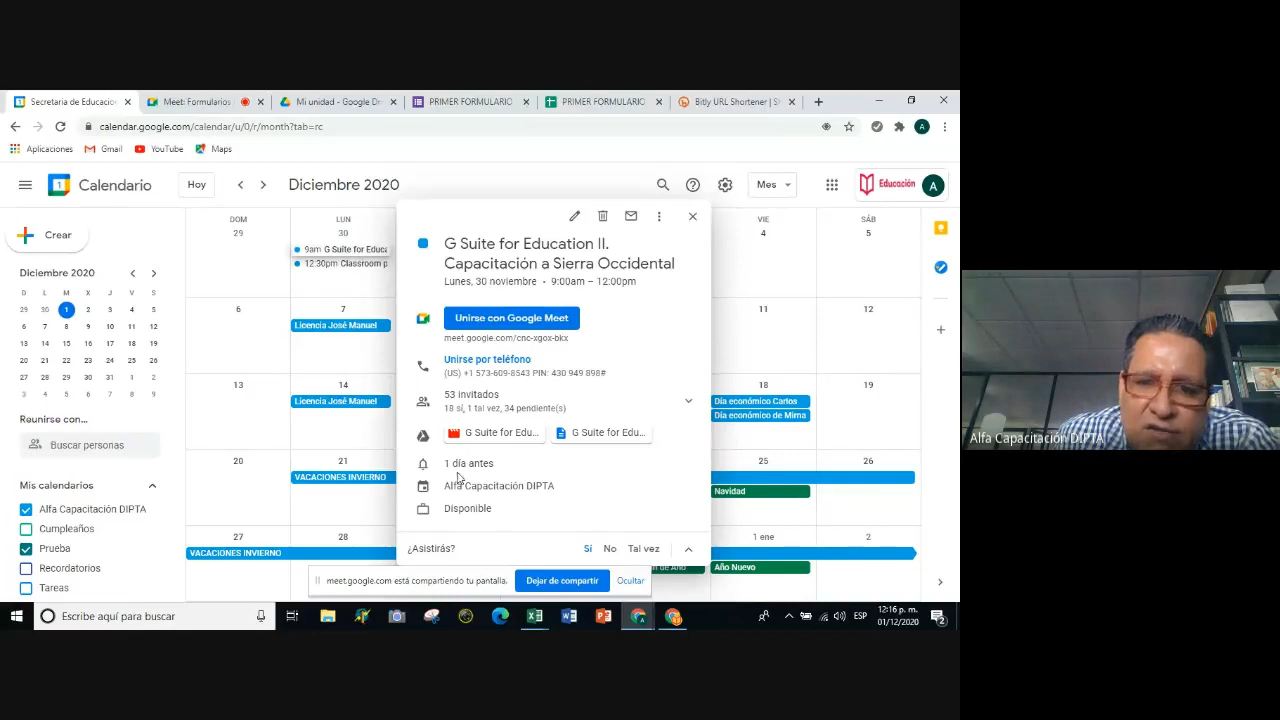 Secretaria de Educacio
Meet: Formularios
Mi unidad - Google Dr
PRIMER FORMULARIO
PRIMER FORMULARIO
Bitly URL Shortener | Sh
calendar.google.com/calendar/u/0/r/month?tab=rc
A
Aplicaciones
Gmail
YouTube
Maps
1
Calendario
Hoy
Diciembre 2020
Mes
Educación
A
Crear
Diciembre 2020
D L M X J V S
29 30 1 2 3 4 5
6 7 8 9 10 11 12
13 14 15 16 17 18 19
20 21 22 23 24 25 26
27 28 29 30 31 1 2
3 4 5 6 7 8 9
Reunirse con:
Buscar personas
Mis calendarios
Alfa Capacitación DIPTA
Cumpleaños
Prueba
Recordatorios
Tareas
DOM LUN VIE SÁB
29 30 4 5
9am G Suite for Educa
12:30pm Classroom p
6 7 11 12
Licencia José Manuel
13 14 18 19
Licencia José Manuel
Día económico Carlos
Día económico de Mirna
20 21 25 26
VACACIONES INVIERNO
Navidad
27 28 1 ene 2
VACACIONES INVIERNO
Año Nuevo
G Suite for Education II.
Capacitación a Sierra Occidental
Lunes, 30 noviembre • 9:00am – 12:00pm
Unirse con Google Meet
meet.google.com/cnc-xgox-bkx
Unirse por teléfono
(US) +1 573-609-8543 PIN: 430 949 898#
53 invitados
18 sí, 1 tal vez, 34 pendiente(s)
G Suite for Edu...
G Suite for Edu...
1 día antes
Alfa Capacitación DIPTA
Disponible
¿Asistirás?
Sí
No
Tal vez
meet.google.com está compartiendo tu pantalla.
Dejar de compartir
Ocultar
Escribe aquí para buscar
ESP
12:16 p. m.
01/12/2020
2
Alfa Capacitación DIPTA